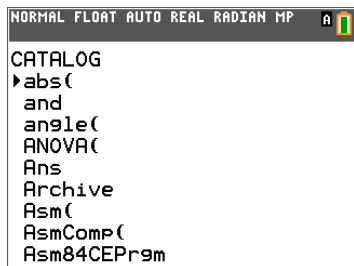 NORMAL FLOAT AUTO REAL RADIAN MP A
CATALOG
abs(
and
angle(
ANOVA(
Ans
Archive
Asm(
AsmComp(
Asm84CEPrgm